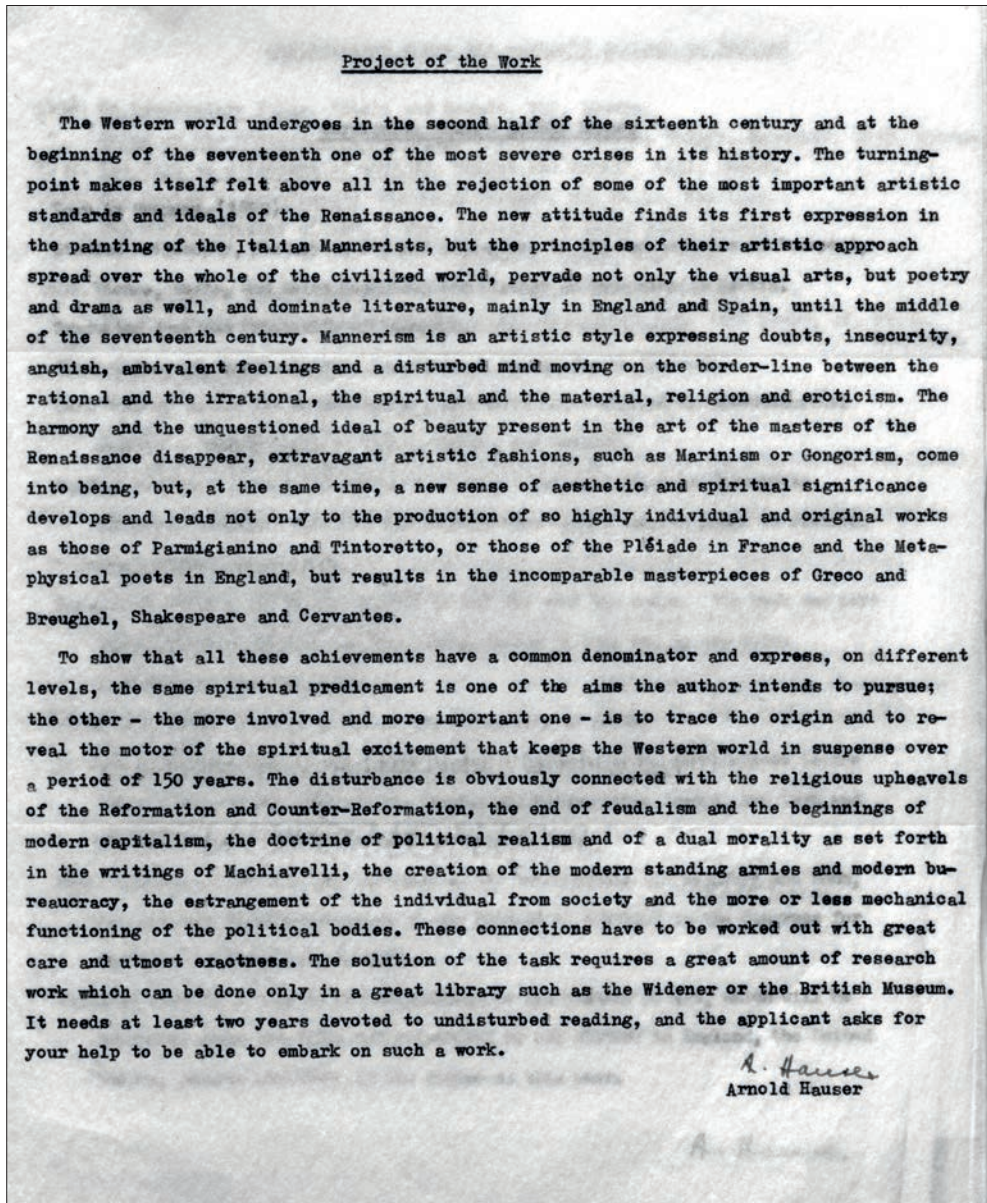 Project of the Work
The Western world undergoes in the second half of the sixteenth century and at the
beginning of the seventeenth one of the most severe crises in its history. The turning-
point makes itself felt above all in the rejection of some of the most important artistic
standards and ideals of the Renaissance. The new attitude finds its first expression in
the painting of the Italian Mannerists, but the principles of their artistic approach
spread over the whole of the civilized world, pervade not only the visual arts, but poetry
and drama as well, and dominate literature, mainly in England and Spain, until the middle
of the seventeenth century. Mannerism is an artistic style expressing doubts, insecurity,
anguish, ambivalent feelings and a disturbed mind moving on the border-line between the
rational and the irrational, the spiritual and the material, religion and eroticism. The
harmony and the unquestioned ideal of beauty present in the art of the masters of the
Renaissance disappear, extravagant artistic fashions, such as Marinism or Gongorism, come
into being, but, at the same time, a new sense of aesthetic and spiritual significance
develops and leads not only to the production of so highly individual and original works
as those of Parmigianino and Tintoretto, or those of the Pléiade in France and the Meta-
physical poets in England, but results in the incomparable masterpieces of Greco and
Breughel, Shakespeare and Cervantes.
To show that all these achievements have a common denominator and express, on different
levels, the same spiritual predicament is one of the aims the author intends to pursue;
the other - the more involved and more important one - is to trace the origin and to re-
veal the motor of the spiritual excitement that keeps the Western world in suspense over
a period of 150 years. The disturbance is obviously connected with the religious upheavels
of the Reformation and Counter-Reformation, the end of feudalism and the beginnings of
modern capitalism, the doctrine of political realism and of a dual morality as set forth
in the writings of Machiavelli, the creation of the modern standing armies and modern bu-
reaucracy, the estrangement of the individual from society and the more or less mechanical
functioning of the political bodies. These connections have to be worked out with great
care and utmost exactness. The solution of the task requires a great amount of research
work which can be done only in a great library such as the Widener or the British Museum.
It needs at least two years devoted to undisturbed reading, and the applicant asks for
your help to be able to embark on such a work.
A. Hauser
Arnold Hauser